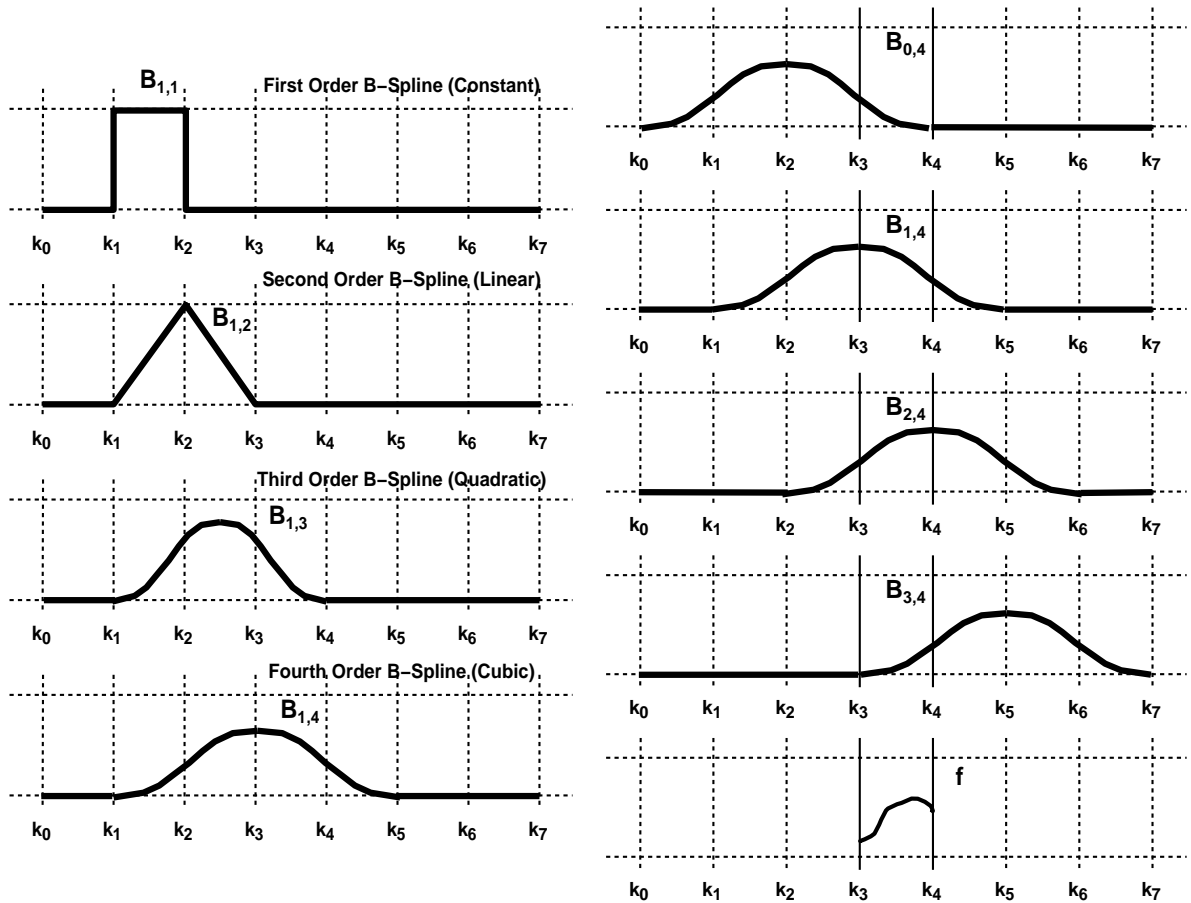 B1,1
First Order B−Spline (Constant)
k0 k1 k2 k3 k4 k5 k6 k7
Second Order B−Spline (Linear)
B1,2
k0 k1 k2 k3 k4 k5 k6 k7
Third Order B−Spline (Quadratic)
B1,3
k0 k1 k2 k3 k4 k5 k6 k7
Fourth Order B−Spline (Cubic)
B1,4
k0 k1 k2 k3 k4 k5 k6 k7
B0,4
k0 k1 k2 k3 k4 k5 k6 k7
B1,4
k0 k1 k2 k3 k4 k5 k6 k7
B2,4
k0 k1 k2 k3 k4 k5 k6 k7
B3,4
k0 k1 k2 k3 k4 k5 k6 k7
f
k0 k1 k2 k3 k4 k5 k6 k7